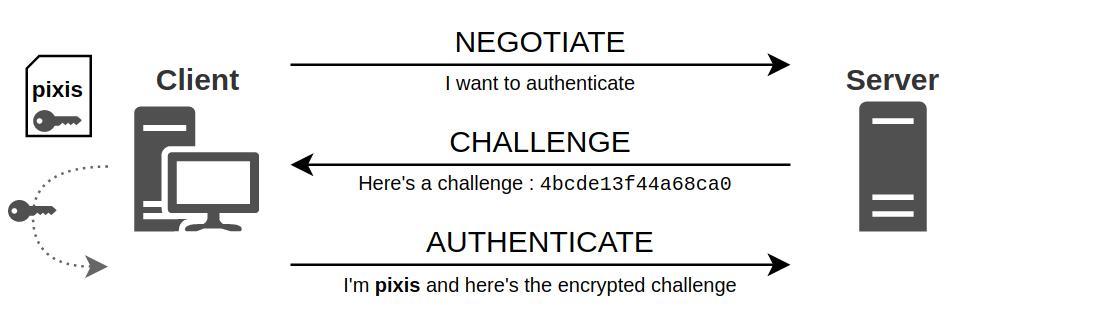 NEGOTIATE
I want to authenticate
pixis
Client
Server
CHALLENGE
Here's a challenge : 4bcde13f44a68ca0
AUTHENTICATE
I'm pixis and here's the encrypted challenge